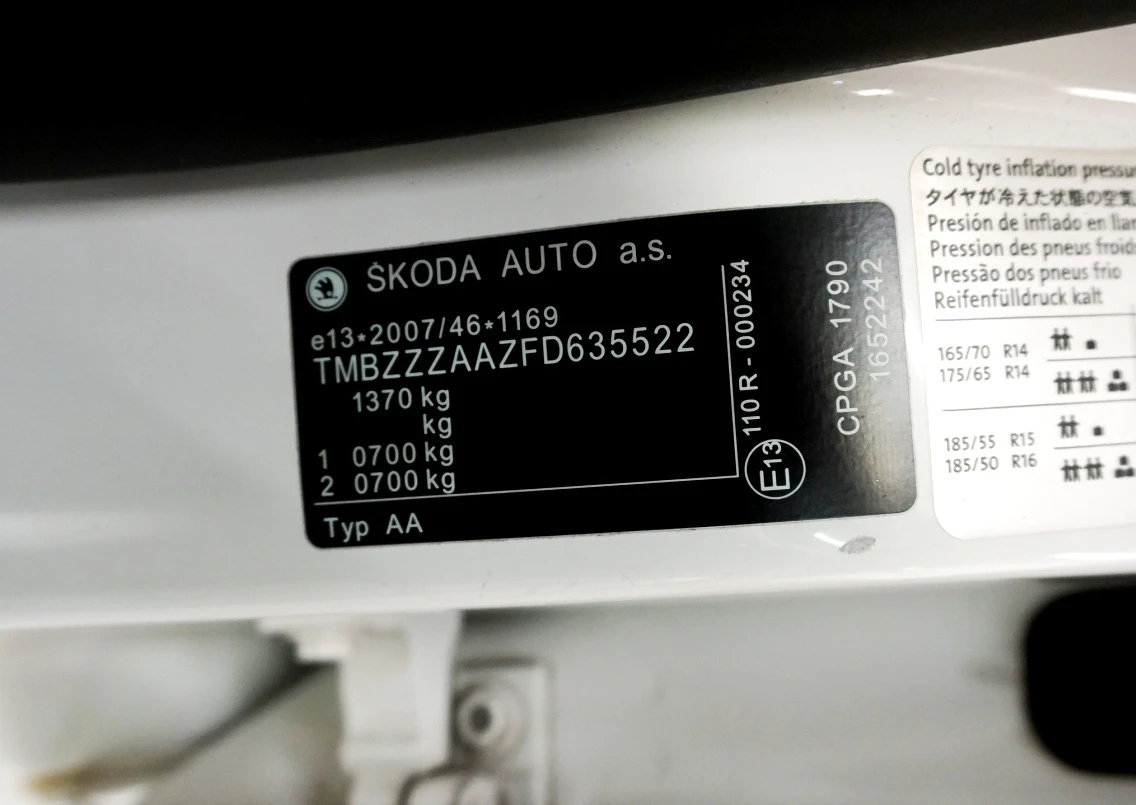 ŠKODA AUTO a.s.
e13*2007/46*1169
TMBZZZAAZFD635522
1370 kg
kg
1 0700 kg
2 0700 kg
Typ AA
E13 110 R - 000234
CPGA 1790
1652242
Cold tyre inflation pressu
タイヤが冷えた状態の空気
Presión de inflado en llan
Pression des pneus froids
Pressão dos pneus frio
Reifenfülldruck kalt
165/70 R14
175/65 R14
185/55 R15
185/50 R16